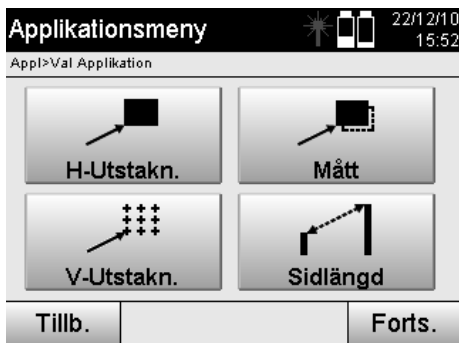 Applikationsmeny
22/12/10
15:52
Appl>Val Applikation
H-Utstakn.
Mått
V-Utstakn.
Sidlängd
Tillb.
Forts.